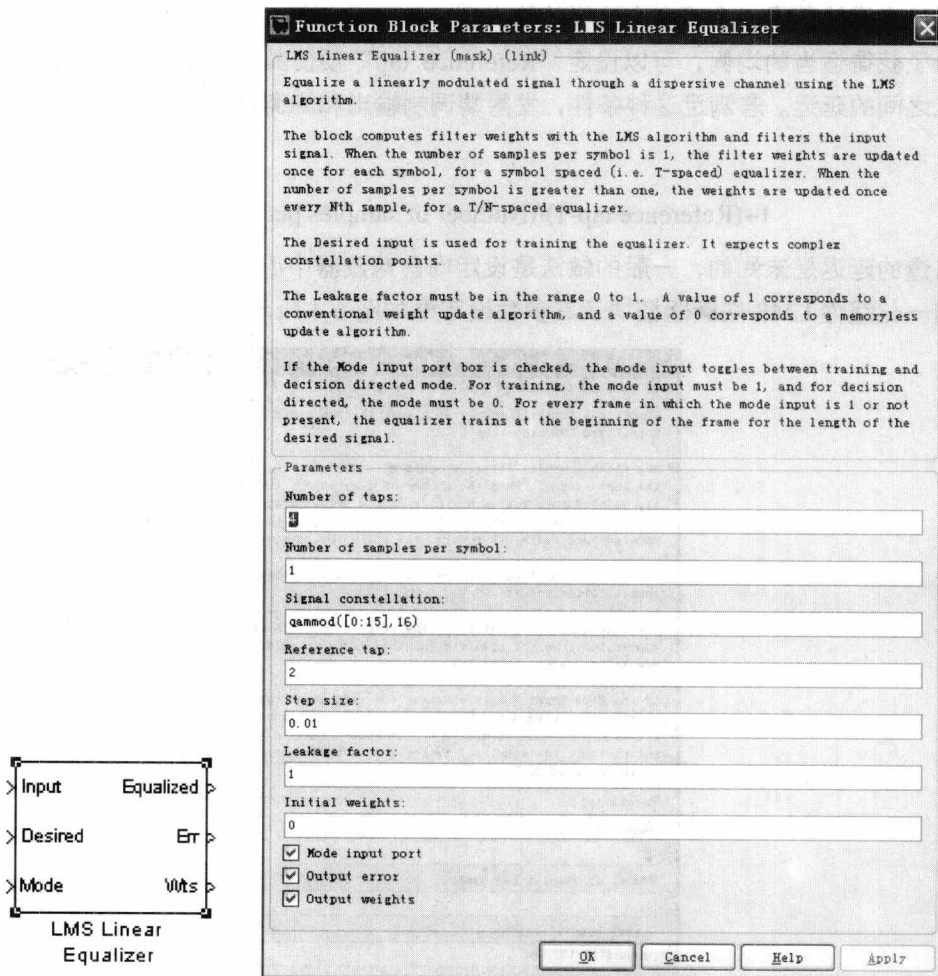 Function Block Parameters: LMS Linear Equalizer
LMS Linear Equalizer (mask) (link)
Equalize a linearly modulated signal through a dispersive channel using the LMS
algorithm.
The block computes filter weights with the LMS algorithm and filters the input
signal. When the number of samples per symbol is 1, the filter weights are updated
once for each symbol, for a symbol spaced (i.e. T-spaced) equalizer. When the
number of samples per symbol is greater than one, the weights are updated once
every Nth sample, for a T/N-spaced equalizer.
The Desired input is used for training the equalizer. It expects complex
constellation points.
The Leakage factor must be in the range 0 to 1. A value of 1 corresponds to a
conventional weight update algorithm, and a value of 0 corresponds to a memoryless
update algorithm.
If the Mode input port box is checked, the mode input toggles between training and
decision directed mode. For training, the mode input must be 1, and for decision
directed, the mode must be 0. For every frame in which the mode input is 1 or not
present, the equalizer trains at the beginning of the frame for the length of the
desired signal.
Parameters
Number of taps:
4
Number of samples per symbol:
1
Signal constellation:
qammod([0:15],16)
Reference tap:
2
Step size:
0.01
Leakage factor:
1
Initial weights:
0
Mode input port
Output error
Output weights
OK Cancel Help Apply
Input Equalized
Desired Err
Mode Wts
LMS Linear
Equalizer